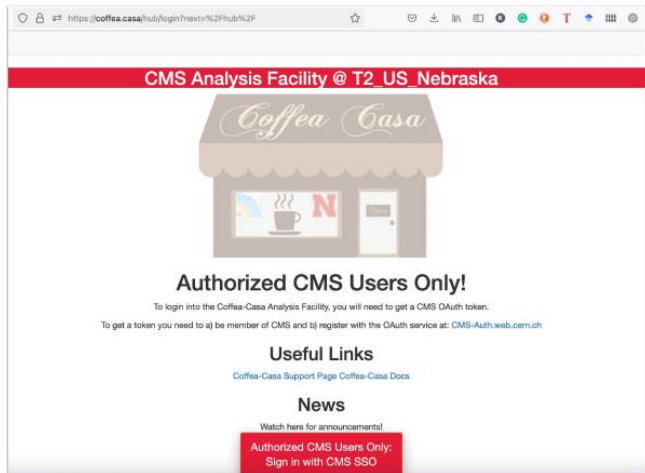 https://coffea.casa/hub/login?next=%2Fhub%2F
CMS Analysis Facility @ T2_US_Nebraska
Coffea Casa
N
Authorized CMS Users Only!
To login into the Coffea-Casa Analysis Facility, you will need to get a CMS OAuth token.
To get a token you need to a) be member of CMS and b) register with the OAuth service at: CMS-Auth.web.cern.ch
Useful Links
Coffea-Casa Support Page Coffea-Casa Docs
News
Watch here for announcements!
Authorized CMS Users Only:
Sign in with CMS SSO